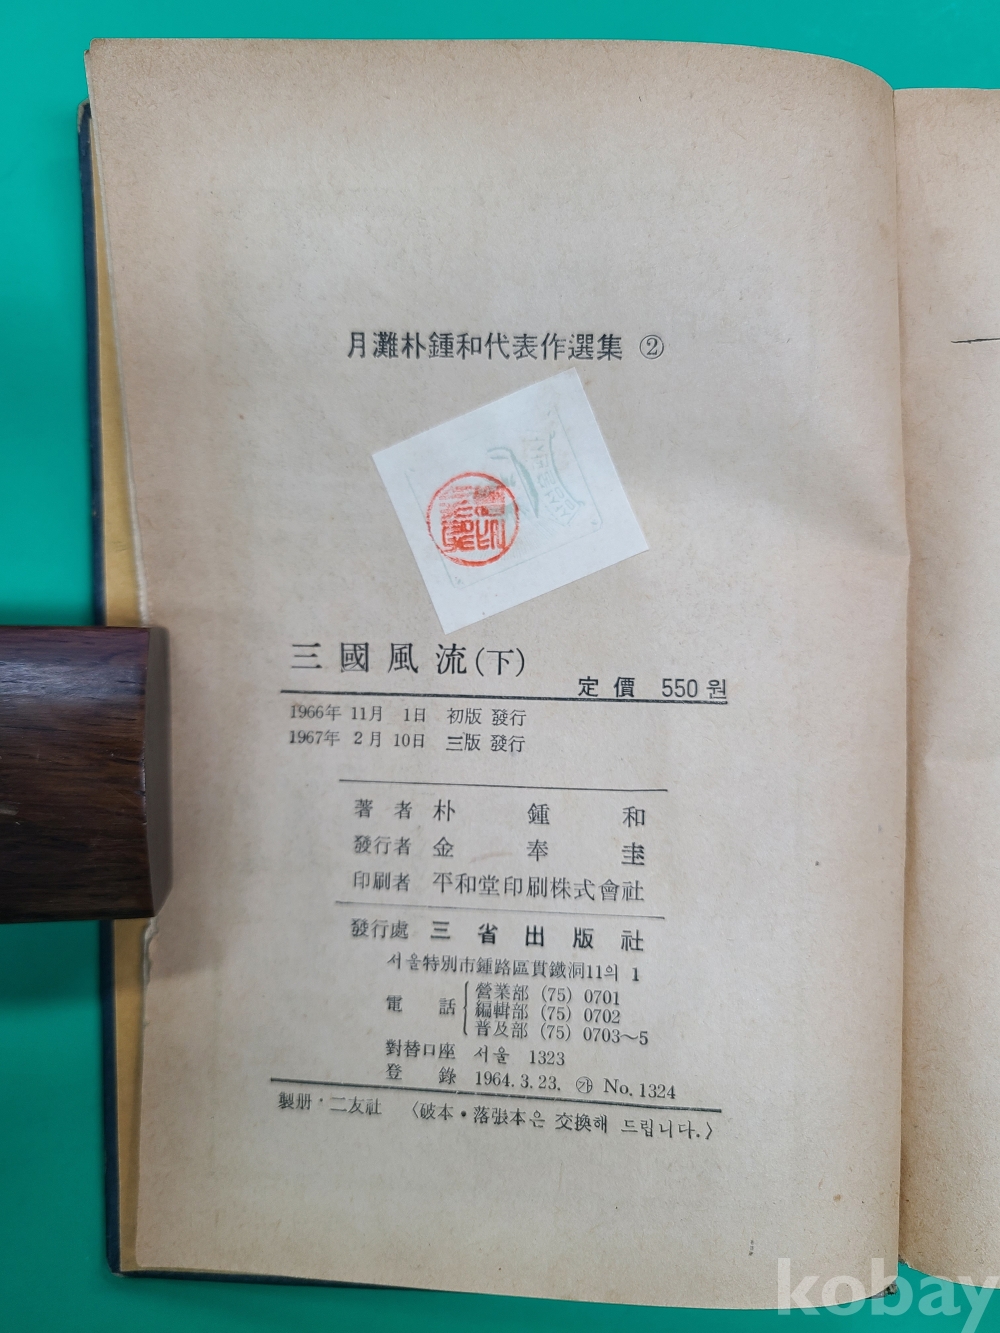 月灘朴鍾和代表作選集 ②
三國風流(下)
定價 550원
1966年 11月 1日 初版 發行
1967年 2月 10日 三版 發行
著者 朴鍾和
發行者 金奉圭
印刷者 平和堂印刷株式會社
發行處 三省出版社
서울特別市鍾路區貫鐵洞11의 1
電話 營業部 (75) 0701
編輯部 (75) 0702
普及部 (75) 0703~5
對替口座 서울 1323
登錄 1964.3.23. ㉮ No. 1324
製册·二友社 〈破本·落張本은 交換해 드립니다.〉
kobay